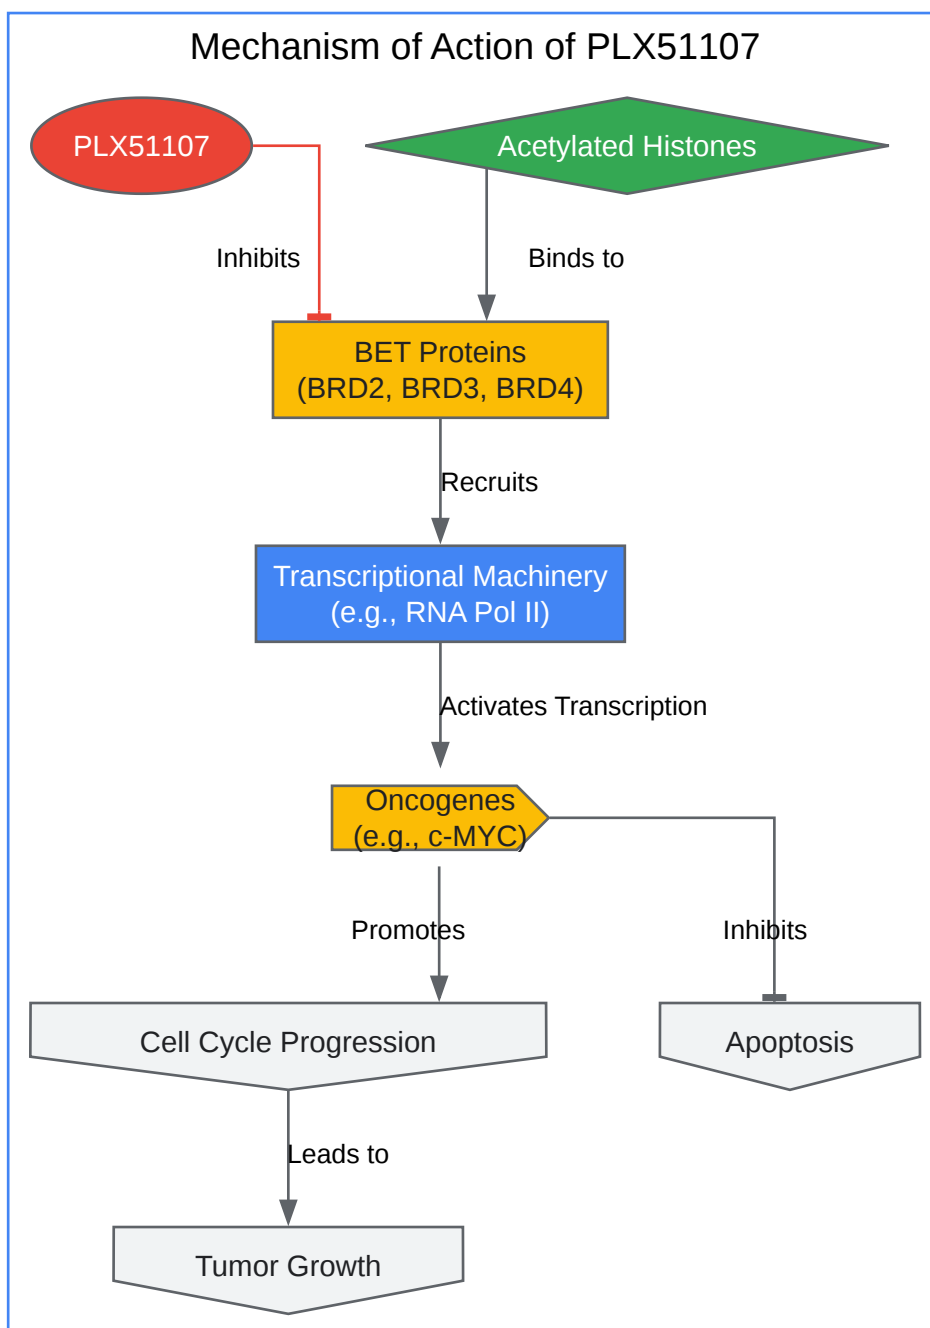 Mechanism of Action of PLX51107
PLX51107
Acetylated Histones
Inhibits
Binds to
BET Proteins
(BRD2, BRD3, BRD4)
Recruits
Transcriptional Machinery
(e.g., RNA Pol II)
Activates Transcription
Oncogenes
(e.g., c-MYC)
Promotes
Inhibits
Cell Cycle Progression
Apoptosis
Leads to
Tumor Growth